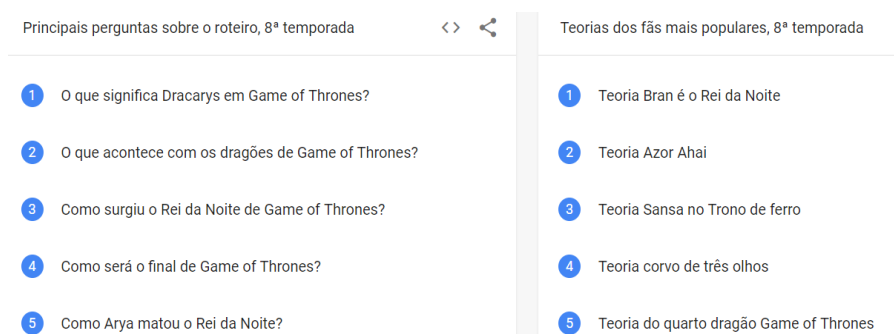 Principais perguntas sobre o roteiro, 8ª temporada
1 O que significa Dracarys em Game of Thrones?
2 O que acontece com os dragões de Game of Thrones?
3 Como surgiu o Rei da Noite de Game of Thrones?
4 Como será o final de Game of Thrones?
5 Como Arya matou o Rei da Noite?
Teorias dos fãs mais populares, 8ª temporada
1 Teoria Bran é o Rei da Noite
2 Teoria Azor Ahai
3 Teoria Sansa no Trono de ferro
4 Teoria corvo de três olhos
5 Teoria do quarto dragão Game of Thrones